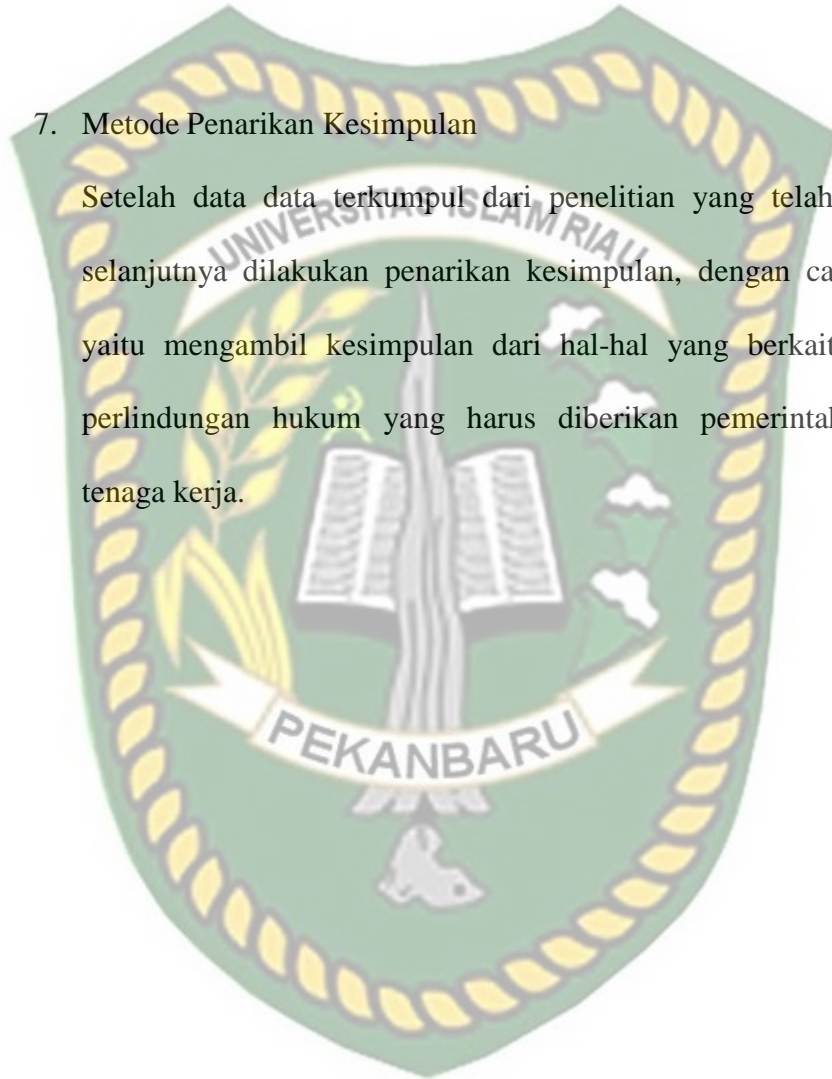 7. Metode Penarikan Kesimpulan
Setelah data data terkumpul dari penelitian yang telah
UNIVERSITAS ISLAM RIAU
selanjutnya dilakukan penarikan kesimpulan, dengan ca
yaitu mengambil kesimpulan dari hal-hal yang berkait
perlindungan hukum yang harus diberikan pemerintah
tenaga kerja.
PEKANBARU